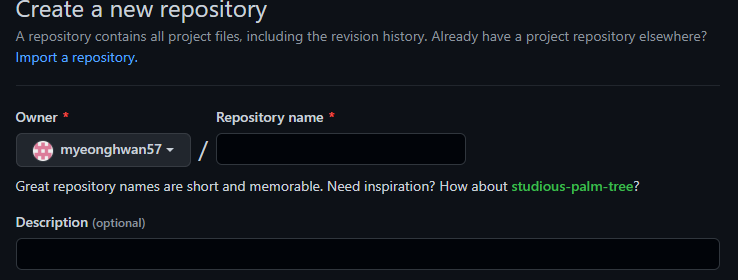 Create a new repository
A repository contains all project files, including the revision history. Already have a project repository elsewhere?
Import a repository.
Owner *
Repository name *
myeonghwan57
/
Great repository names are short and memorable. Need inspiration? How about studious-palm-tree?
Description (optional)